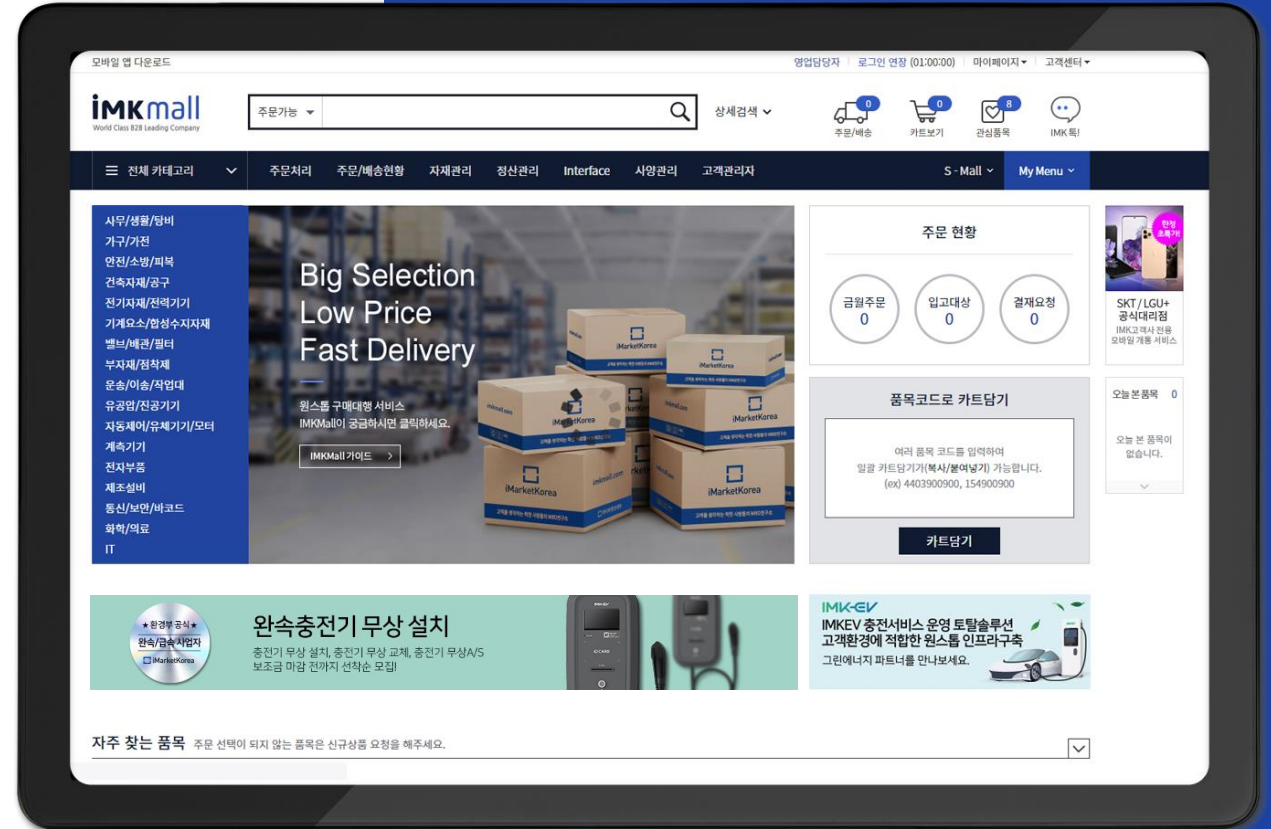 모바일 앱 다운로드
영업담당자 로그인 연장 (01:00:00) 마이페이지 고객센터
iMKmall
World Class B2B Leading Company
주문가능
상세검색
0
주문/배송
0
카트보기
8
관심품목
IMK톡!
전체 카테고리
주문처리 주문/배송현황 자재관리 정산관리 Interface 사양관리 고객관리자
S - Mall My Menu
사무/생활/탕비
가구/가전
안전/소방/피복
건축자재/공구
전기자재/전력기기
기계요소/합성수지자재
밸브/배관/필터
부자재/점착제
운송/이송/작업대
유공압/진공기기
자동제어/유체기기/모터
계측기기
전자부품
제조설비
통신/보안/바코드
화학/의료
IT
Big Selection
Low Price
Fast Delivery
원스톱 구매대행 서비스
IMKMall이 궁금하시면 클릭하세요.
IMKMall 가이드
iMarketKorea
iMarketKorea
iMarketKorea
iMarketKorea
iMarketKorea
주문 현황
금월주문
0
입고대상
0
결재요청
0
품목코드로 카트담기
여러 품목 코드를 입력하여
일괄 카트담기가(복사/붙여넣기) 가능합니다.
(ex) 4403900900, 154900900
카트담기
한정
초특가!
SKT / LGU+
공식대리점
IMK고객사 전용
모바일 개통 서비스
오늘 본 품목 0
오늘 본 품목이
없습니다.
★환경부 공식★
완속/급속 사업자
iMarketKorea
완속충전기 무상 설치
충전기 무상 설치, 충전기 무상 교체, 충전기 무상A/S
보조금 마감 전까지 선착순 모집!
IMK-EV
IMKEV 충전서비스 운영 토탈솔루션
고객환경에 적합한 원스톱 인프라구축
그린에너지 파트너를 만나보세요.
자주 찾는 품목 주문 선택이 되지 않는 품목은 신규상품 요청을 해주세요.